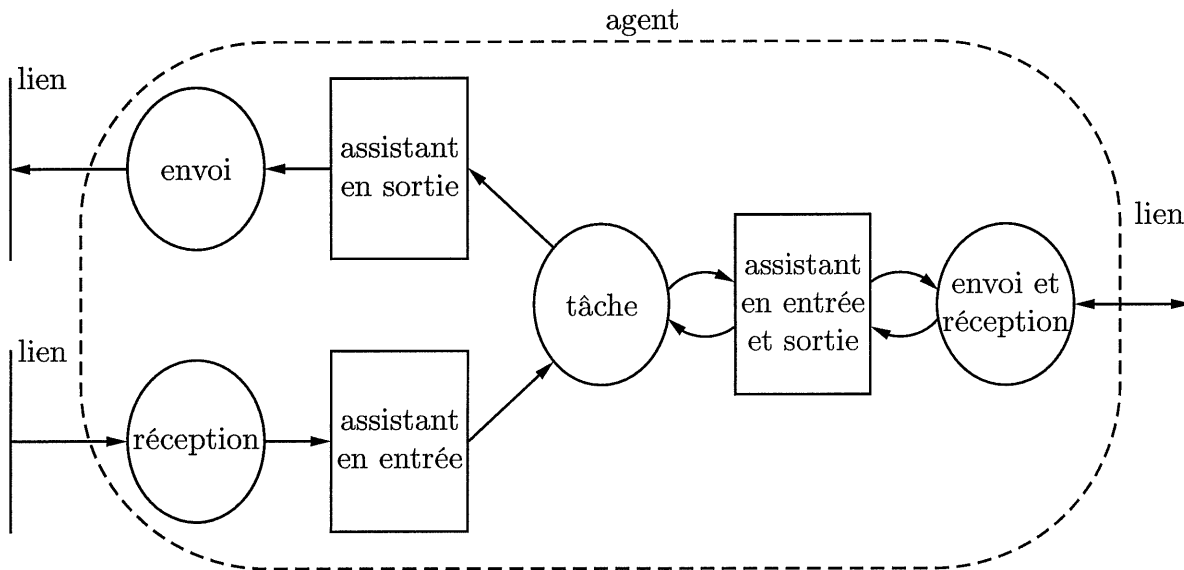 agent
lien
envoi
assistant
en sortie
lien
réception
assistant
en entrée
tâche
assistant
en entrée
et sortie
envoi et
réception
lien